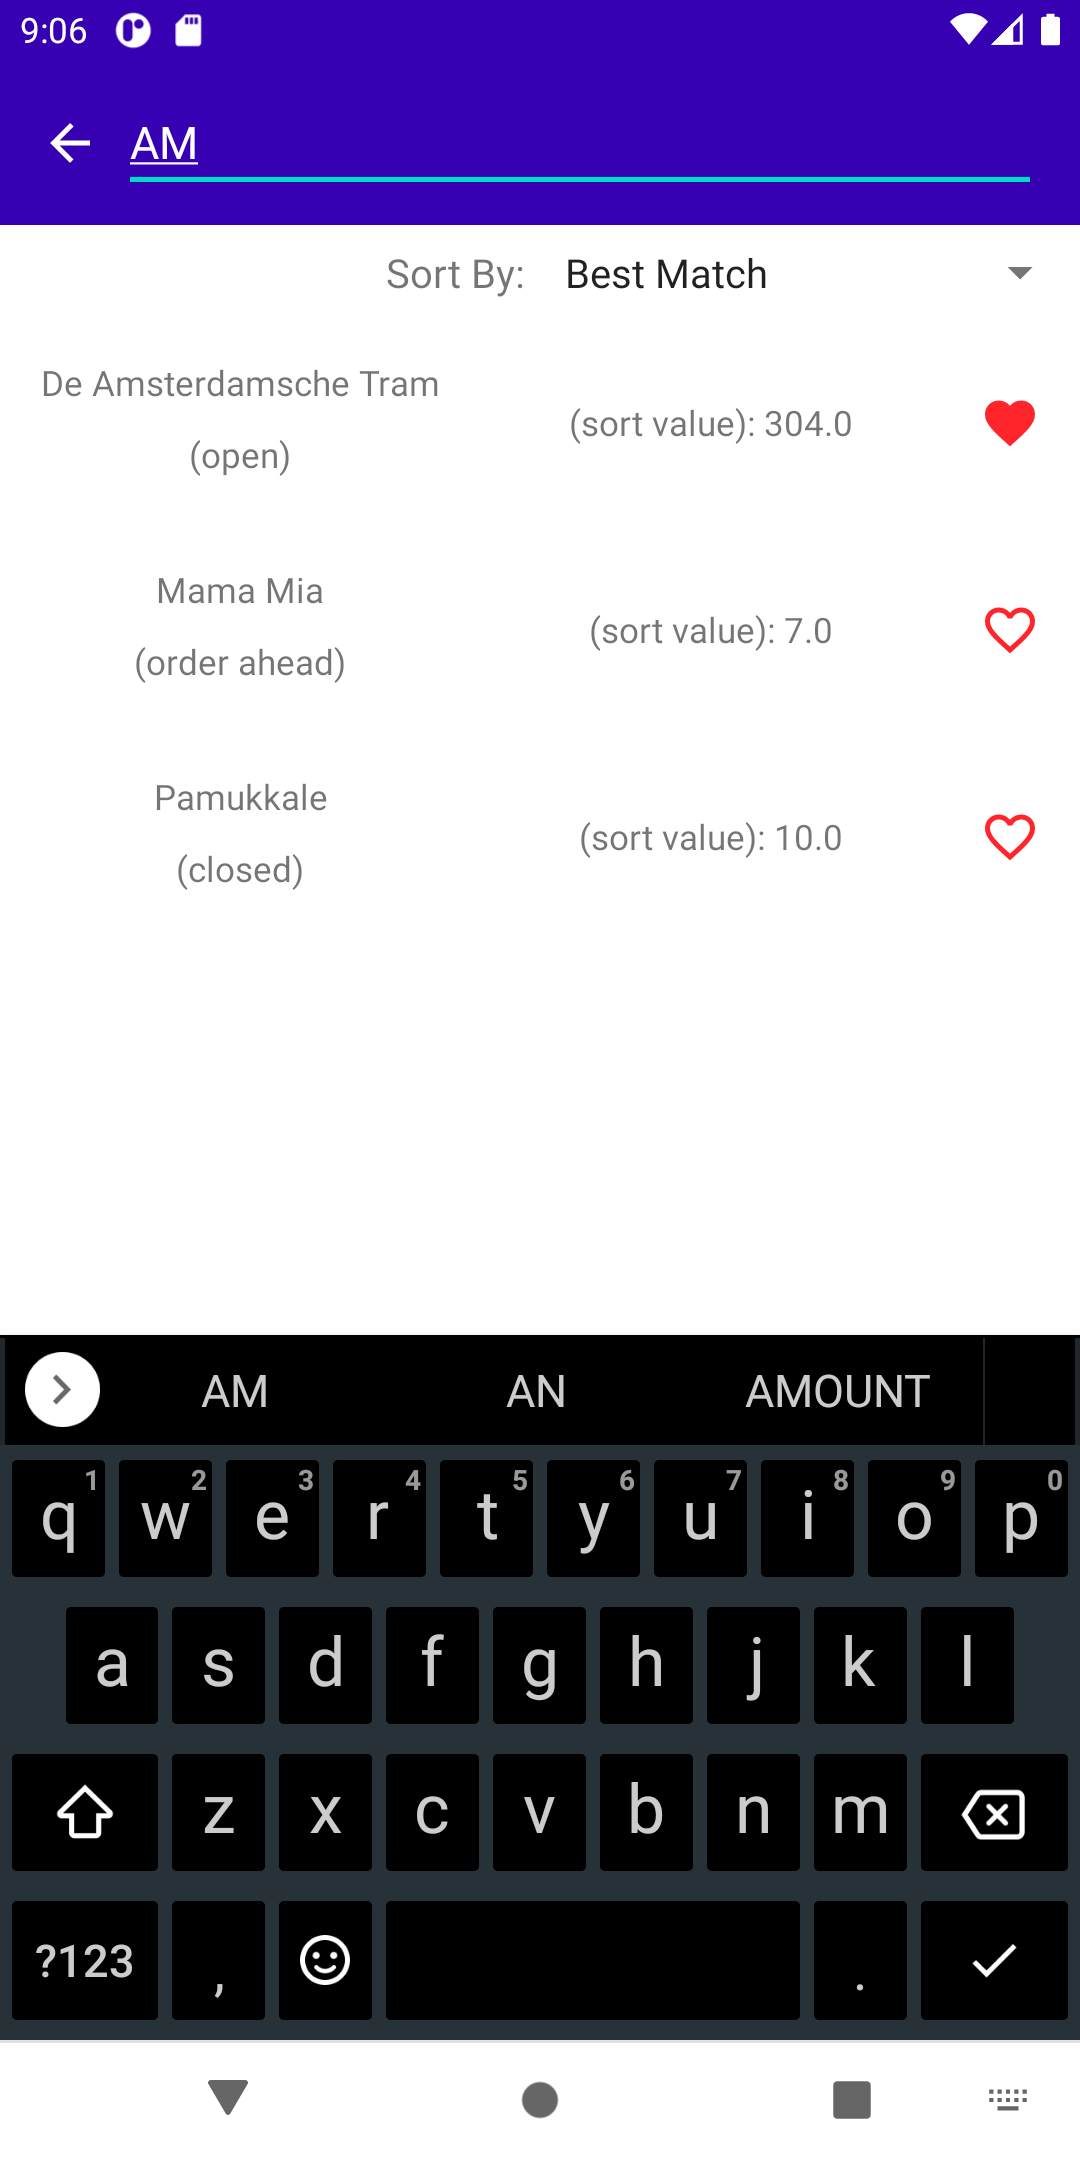 9:06
AM
Sort By: Best Match
De Amsterdamsche Tram
(open)
(sort value): 304.0
Mama Mia
(order ahead)
(sort value): 7.0
Pamukkale
(closed)
(sort value): 10.0
AM AN AMOUNT
q 1 w 2 e 3 r 4 t 5 y 6 u 7 i 8 o 9 p 0
a s d f g h j k l
z x c v b n m
?123 , .